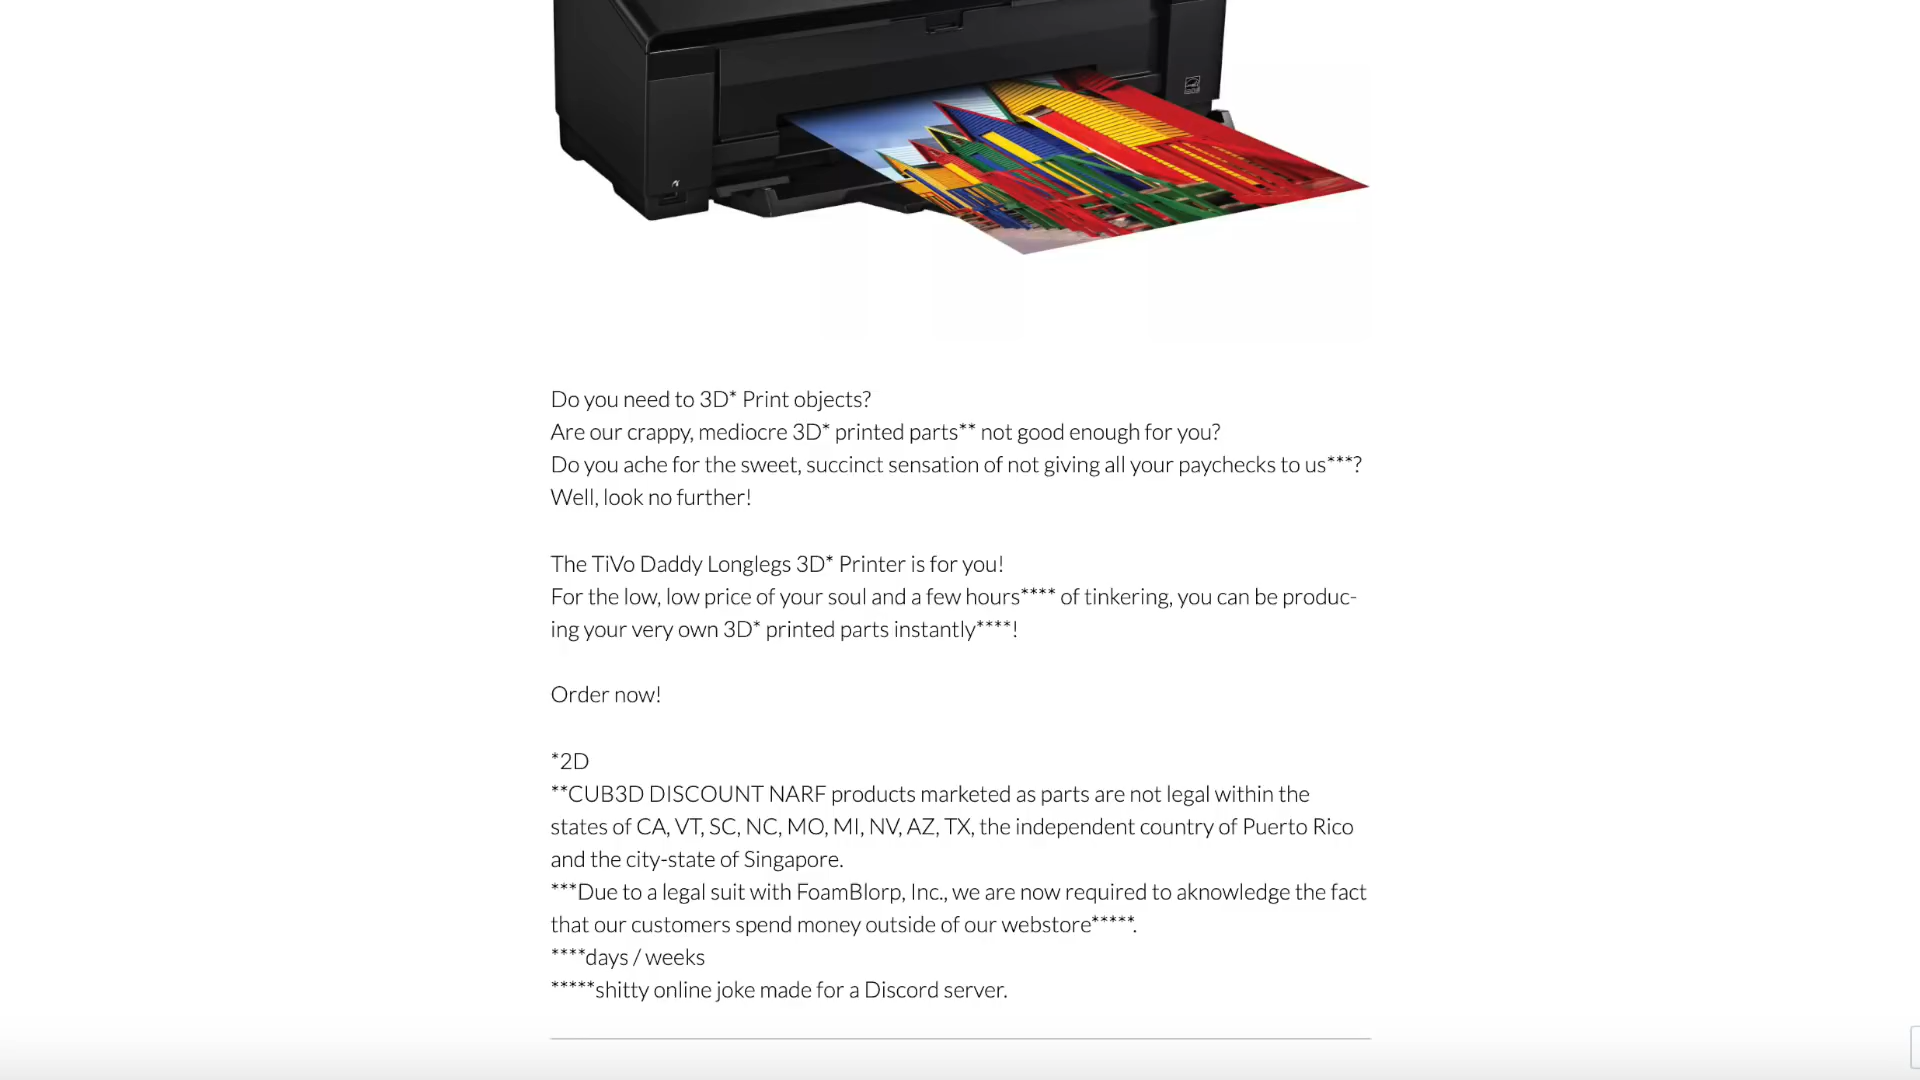 Do you need to 3D* Print objects?
Are our crappy, mediocre 3D* printed parts** not good enough for you?
Do you ache for the sweet, succinct sensation of not giving all your paychecks to us***?
Well, look no further!
The TiVo Daddy Longlegs 3D* Printer is for you!
For the low, low price of your soul and a few hours**** of tinkering, you can be produc-
ing your very own 3D* printed parts instantly****!
Order now!
*2D
**CUB3D DISCOUNT NARF products marketed as parts are not legal within the
states of CA, VT, SC, NC, MO, MI, NV, AZ, TX, the independent country of Puerto Rico
and the city-state of Singapore.
***Due to a legal suit with FoamBlorp, Inc., we are now required to aknowledge the fact
that our customers spend money outside of our webstore*****.
****days / weeks
*****shitty online joke made for a Discord server.